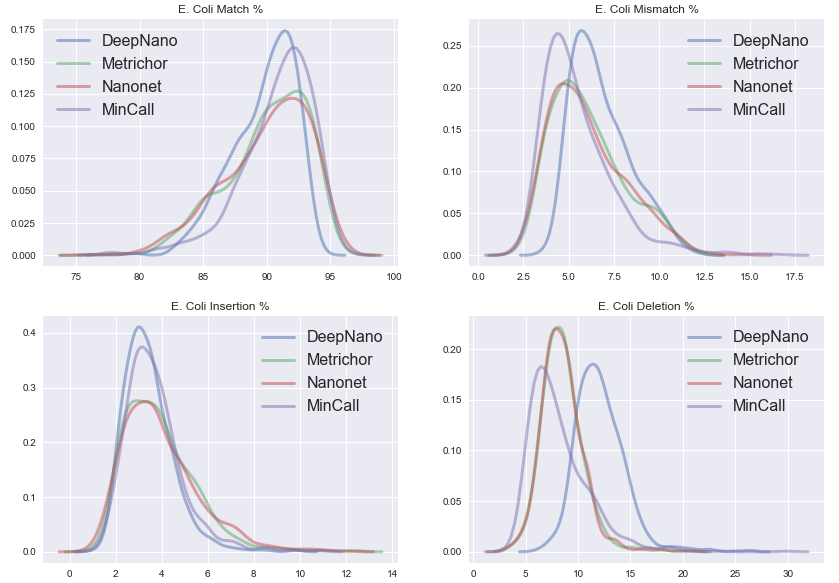 E. Coli Match %
0.175
0.150
0.125
0.100
0.075
0.050
0.025
0.000
75 80 85 90 95 100
DeepNano
Metrichor
Nanonet
MinCall
E. Coli Mismatch %
0.25
0.20
0.15
0.10
0.05
0.00
0.0 2.5 5.0 7.5 10.0 12.5 15.0 17.5
DeepNano
Metrichor
Nanonet
MinCall
E. Coli Insertion %
0.4
0.3
0.2
0.1
0.0
0 2 4 6 8 10 12 14
DeepNano
Metrichor
Nanonet
MinCall
E. Coli Deletion %
0.20
0.15
0.10
0.05
0.00
0 5 10 15 20 25 30
DeepNano
Metrichor
Nanonet
MinCall